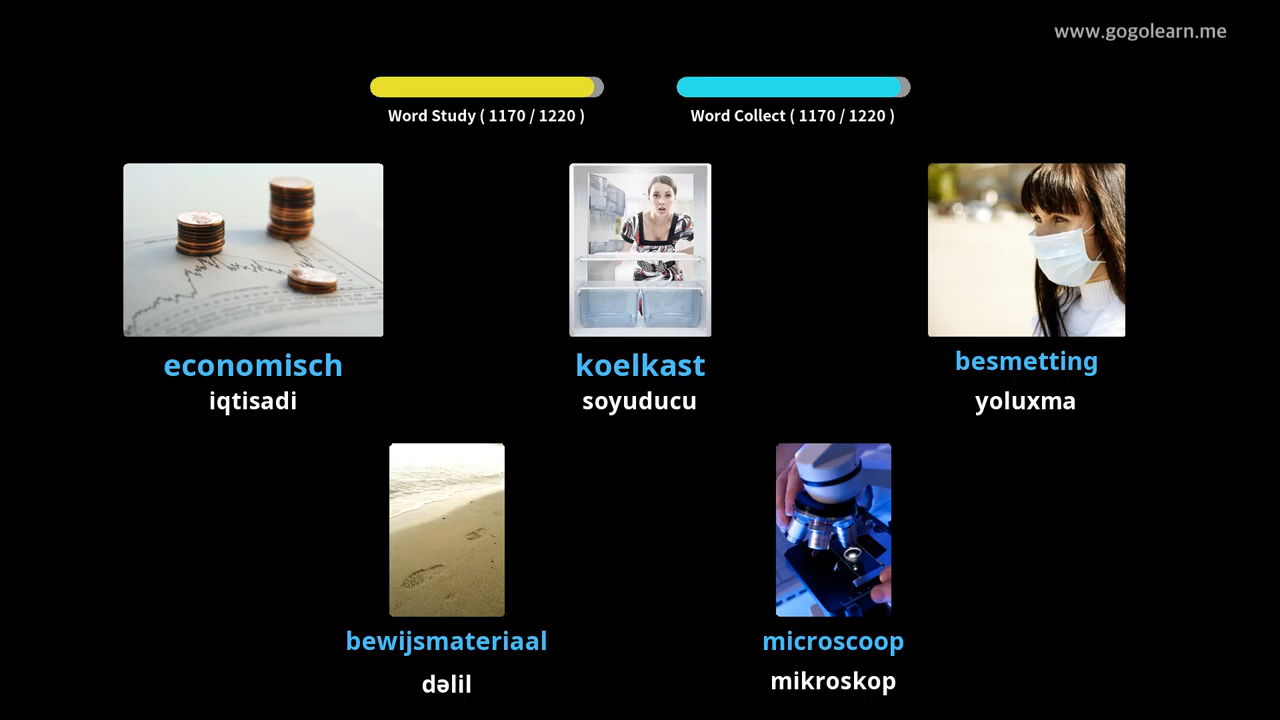 www.gogolearn.me
Word Study ( 1170 / 1220 )
Word Collect ( 1170 / 1220 )
economisch
iqtisadi
koelkast
soyuducu
besmetting
yoluxma
bewijsmateriaal
dəlil
microscoop
mikroskop